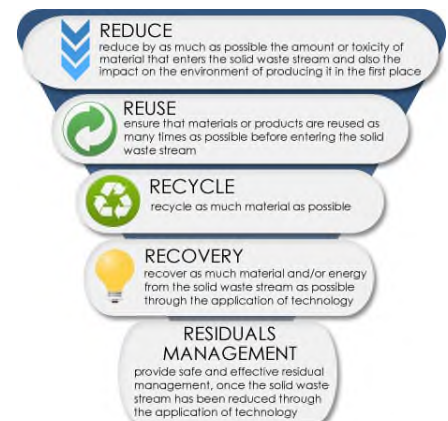 REDUCE
reduce by as much as possible the amount or toxicity of
material that enters the solid waste stream and also the
impact on the environment of producing it in the first place
REUSE
ensure that materials or products are reused as
many times as possible before entering the solid
waste stream
RECYCLE
recycle as much material as possible
RECOVERY
recover as much material and/or energy
from the solid waste stream as possible
through the application of technology
RESIDUALS
MANAGEMENT
provide safe and effective residual
management, once the solid waste
stream has been reduced through
the application of technology